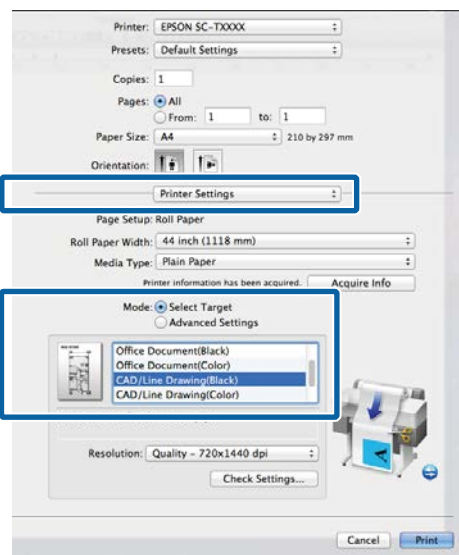 Printer: EPSON SC-TXXXX
Presets: Default Settings
Copies: 1
Pages: All
From: 1 to: 1
Paper Size: A4 210 by 297 mm
Orientation:
Printer Settings
Page Setup: Roll Paper
Roll Paper Width: 44 inch (1118 mm)
Media Type: Plain Paper
Printer information has been acquired. Acquire Info
Mode: Select Target
Advanced Settings
Office Document(Black)
Office Document(Color)
CAD/Line Drawing(Black)
CAD/Line Drawing(Color)
Resolution: Quality - 720x1440 dpi
Check Settings...
Cancel Print